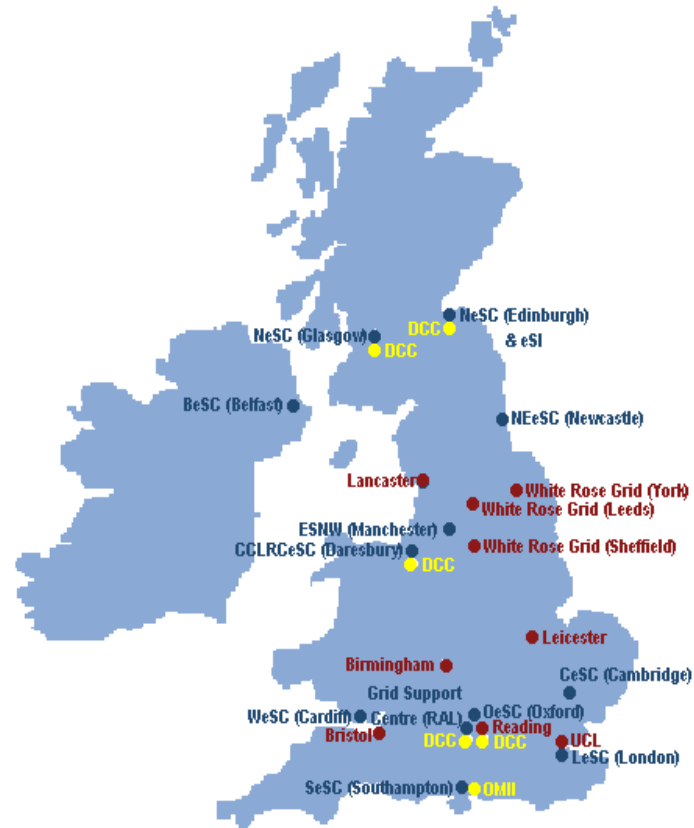 NeSC (Edinburgh)
DCC
& eSI
NeSC (Glasgow)
DCC
BeSC (Belfast)
NEeSC (Newcastle)
Lancaster
White Rose Grid (York)
White Rose Grid (Leeds)
ESNW (Manchester)
White Rose Grid (Sheffield)
CCLRCeSC (Daresbury)
DCC
Leicester
Birmingham
CeSC (Cambridge)
Grid Support
Centre (RAL)
OeSC (Oxford)
WeSC (Cardiff)
Reading
Bristol
DCC
DCC
UCL
LeSC (London)
SeSC (Southampton)
OMII